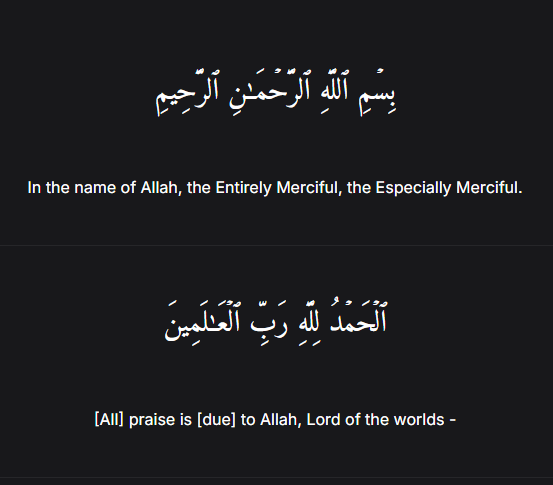 بِسْمِ ٱللَّهِ ٱلرَّحْمَـٰنِ ٱلرَّحِيمِ
In the name of Allah, the Entirely Merciful, the Especially Merciful.
ٱلْحَمْدُ لِلَّهِ رَبِّ ٱلْعَـٰلَمِينَ
[All] praise is [due] to Allah, Lord of the worlds -